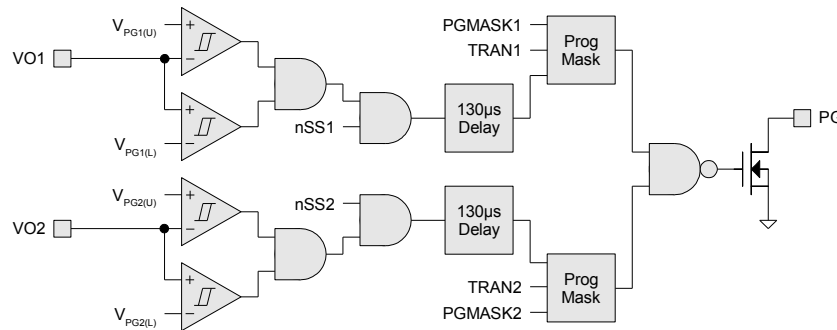 VPG1(U)
+
−
VO1
+
−
VPG1(L)
nSS1
130µs
Delay
PGMASK1
TRAN1
Prog
Mask
PG
VPG2(U)
+
−
VO2
+
−
VPG2(L)
nSS2
130µs
Delay
TRAN2
PGMASK2
Prog
Mask